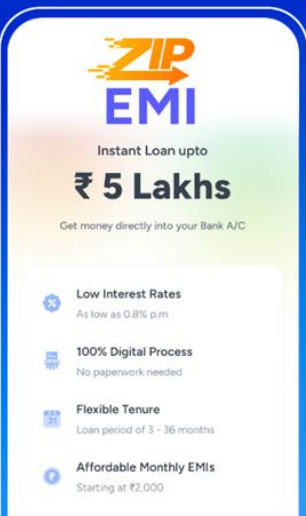 ZIP
EMI
Instant Loan upto
₹ 5 Lakhs
Get money directly into your Bank A/C
Low Interest Rates
As low as 0.8% p.m
100% Digital Process
No paperwork needed
Flexible Tenure
31
Loan period of 3 - 36 months
Affordable Monthly EMIs
₹
Starting at ₹2,000